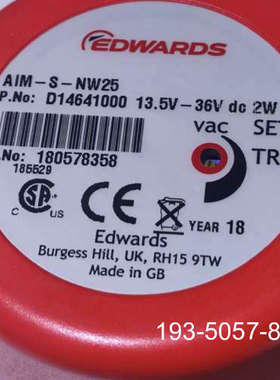 EDWARDS
AIM-S-NW25
P.No: D14641000 13.5V-36V dc 2W
vac SE
TR
.No: 180578358
185529
C US
CE
YEAR 18
Edwards
Burgess Hill, UK, RH15 9TW
Made in GB
193-5057-8